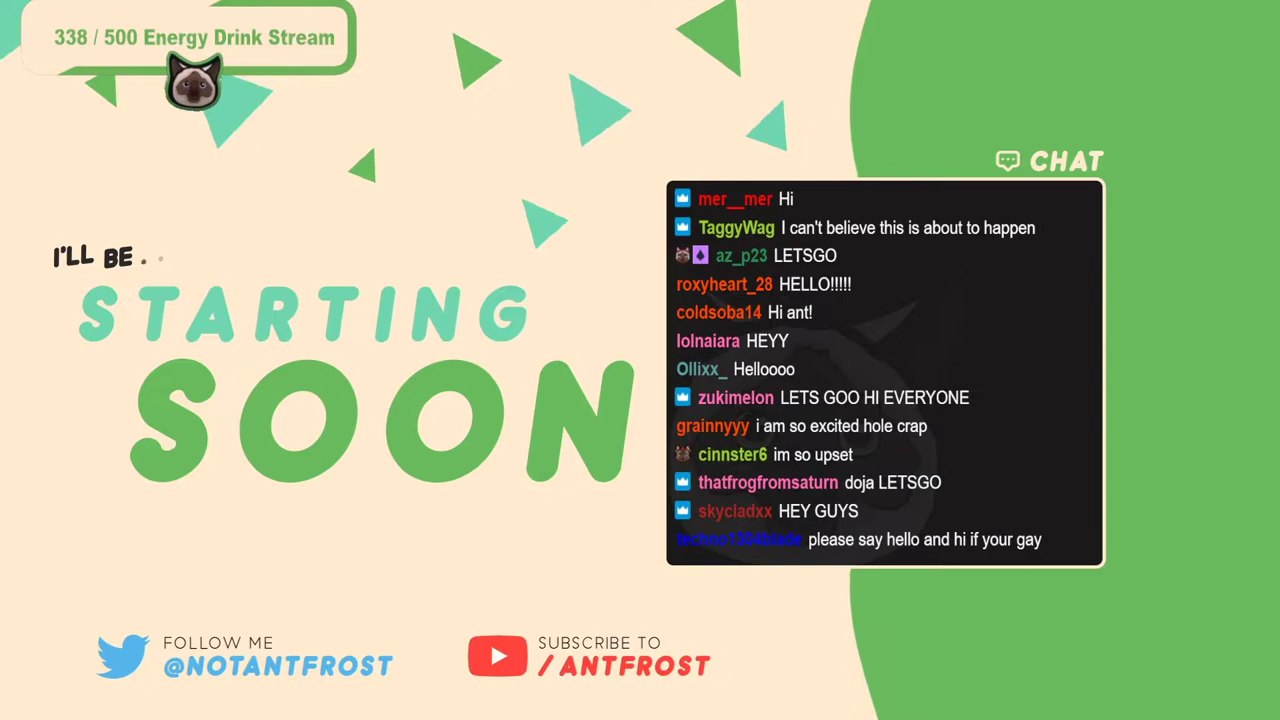 338 / 500 Energy Drink Stream
CHAT
mer__mer Hi
TaggyWag I can't believe this is about to happen
az_p23 LETSGO
roxyheart_28 HELLO!!!!!
coldsoba14 Hi ant!
lolnaiara HEYY
Ollixx_ Helloooo
zukimelon LETS GOO HI EVERYONE
grainnyyy i am so excited hole crap
cinnster6 im so upset
thatfrogfromsaturn doja LETSGO
skycladxx HEY GUYS
techno1304blade please say hello and hi if your gay
I'LL BE . .
STARTING
SOON
FOLLOW ME
@NOTANTFROST
SUBSCRIBE TO
/ANTFROST